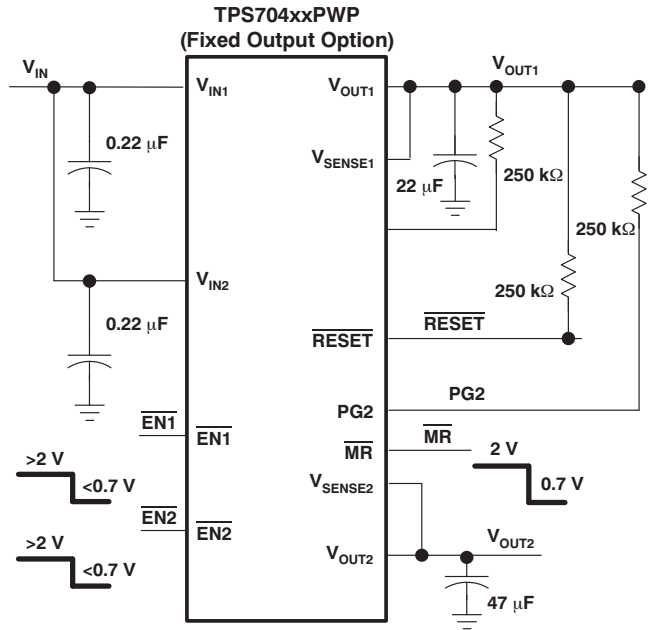 TPS704xxPWP
(Fixed Output Option)
VIN
VIN1
VOUT1
VOUT1
0.22 μF
VSENSE1
22 μF
250 kΩ
250 kΩ
VIN2
250 kΩ
0.22 μF
RESET
RESET
PG2
PG2
EN1
EN1
MR
MR
>2 V
<0.7 V
2 V
0.7 V
VSENSE2
EN2
EN2
>2 V
<0.7 V
VOUT2
VOUT2
47 μF